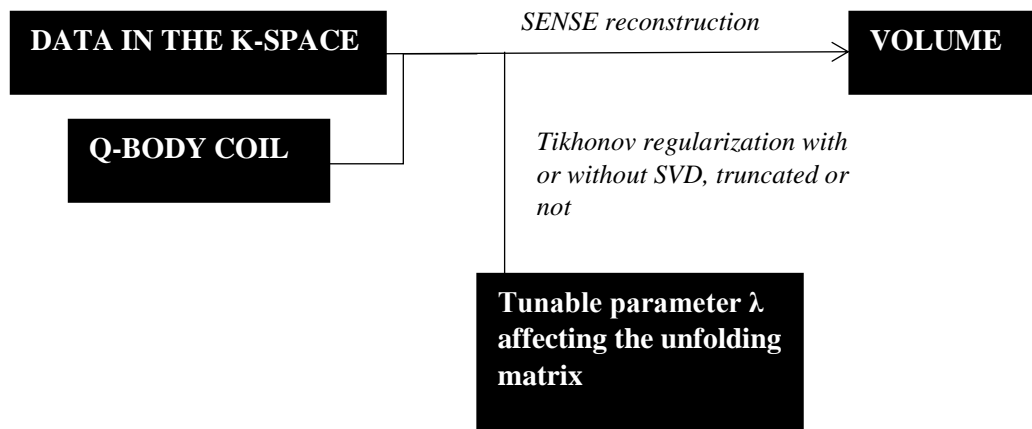 SENSE reconstruction
DATA IN THE K-SPACE
VOLUME
Q-BODY COIL
Tikhonov regularization with
or without SVD, truncated or
not
Tunable parameter λ
affecting the unfolding
matrix